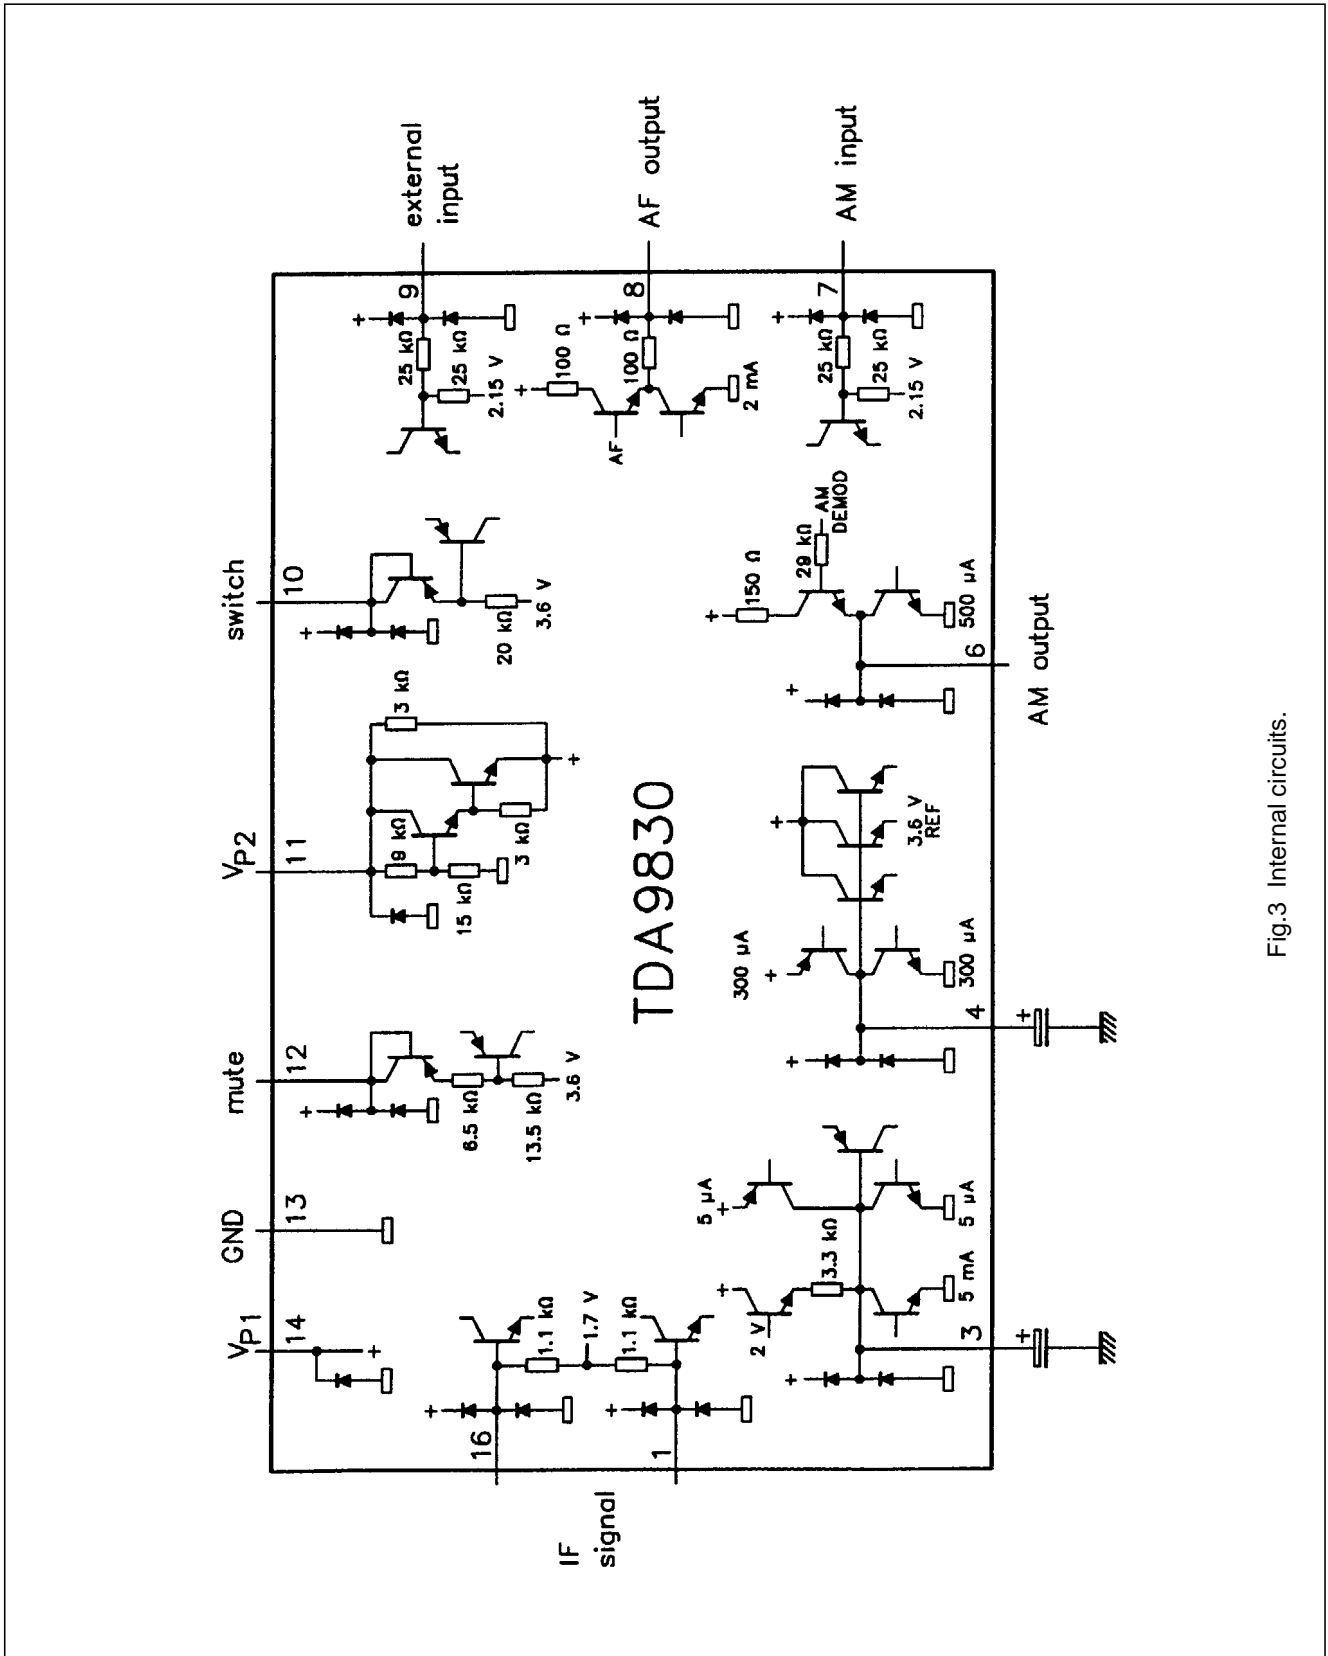 external
input
AF output
AM input
9
8
7
+
25 kΩ
25 kΩ
2.15 V
+
+
100 Ω
100 Ω
AF
2 mA
+
25 kΩ
25 kΩ
2.15 V
switch
10
+
20 kΩ
3.6 V
+
150 Ω
29 kΩ
AM
DEMOD
500 µA
+
6
AM output
VP2
11
3 kΩ
9 kΩ
15 kΩ
3 kΩ
+
TDA9830
+
3.6 V
REF
300 µA
+
300 µA
+
4
+
mute
12
+
6.5 kΩ
13.5 kΩ
3.6 V
GND
13
5 µA
+
5 µA
3.3 kΩ
+
2 V
5 mA
+
3
+
VP1
14
+
1.1 kΩ
1.7 V
1.1 kΩ
+
+
16
1
IF
signal
Fig.3 Internal circuits.